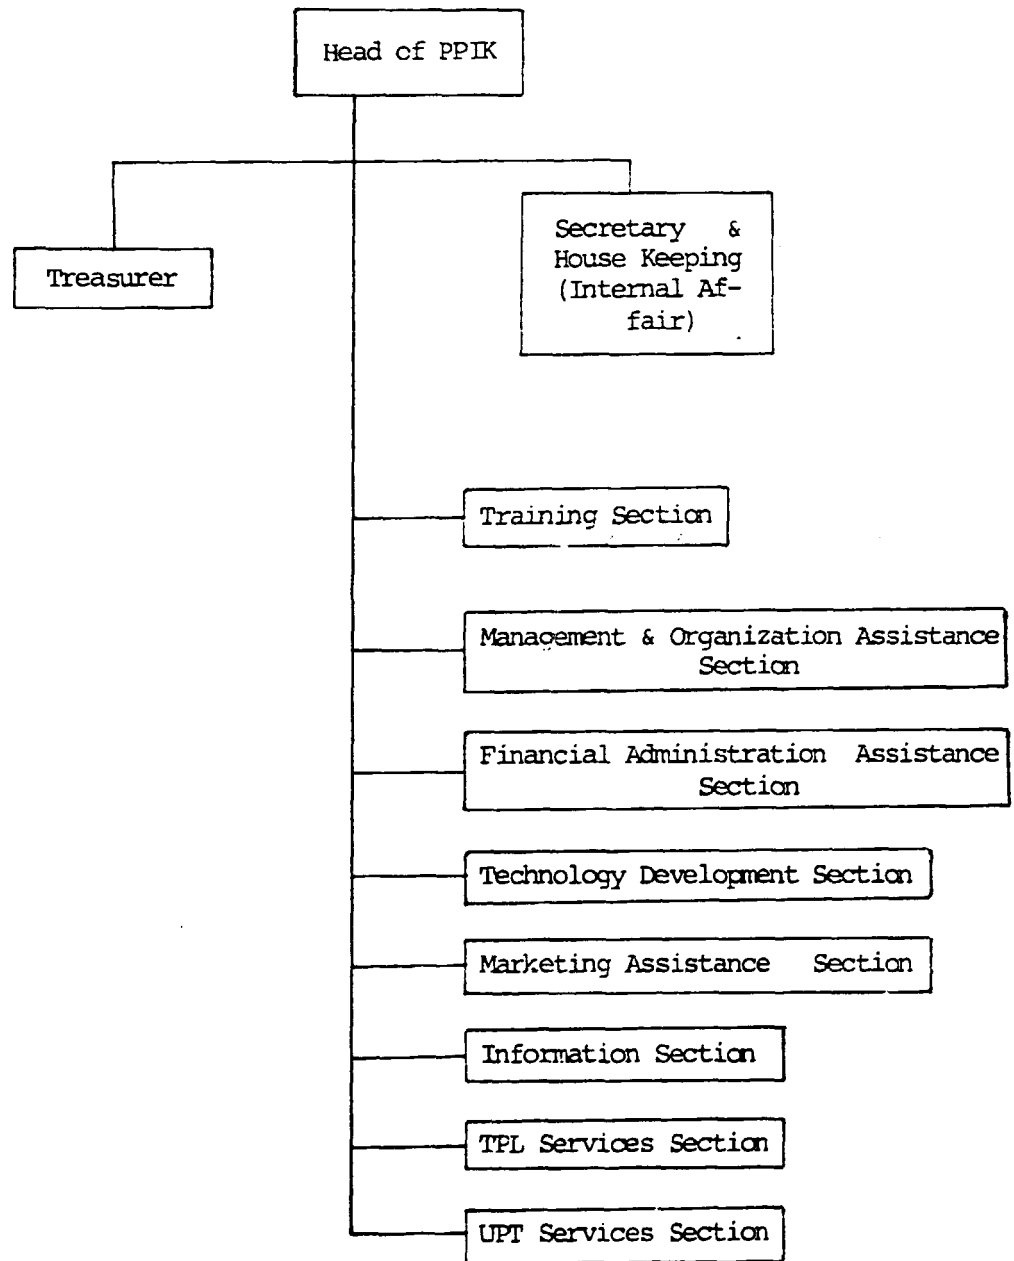 Head of PPIK
Treasurer
Secretary &
House Keeping
(Internal Af-
fair)
Training Section
Management & Organization Assistance
Section
Financial Administration Assistance
Section
Technology Development Section
Marketing Assistance Section
Information Section
TPL Services Section
UPT Services Section